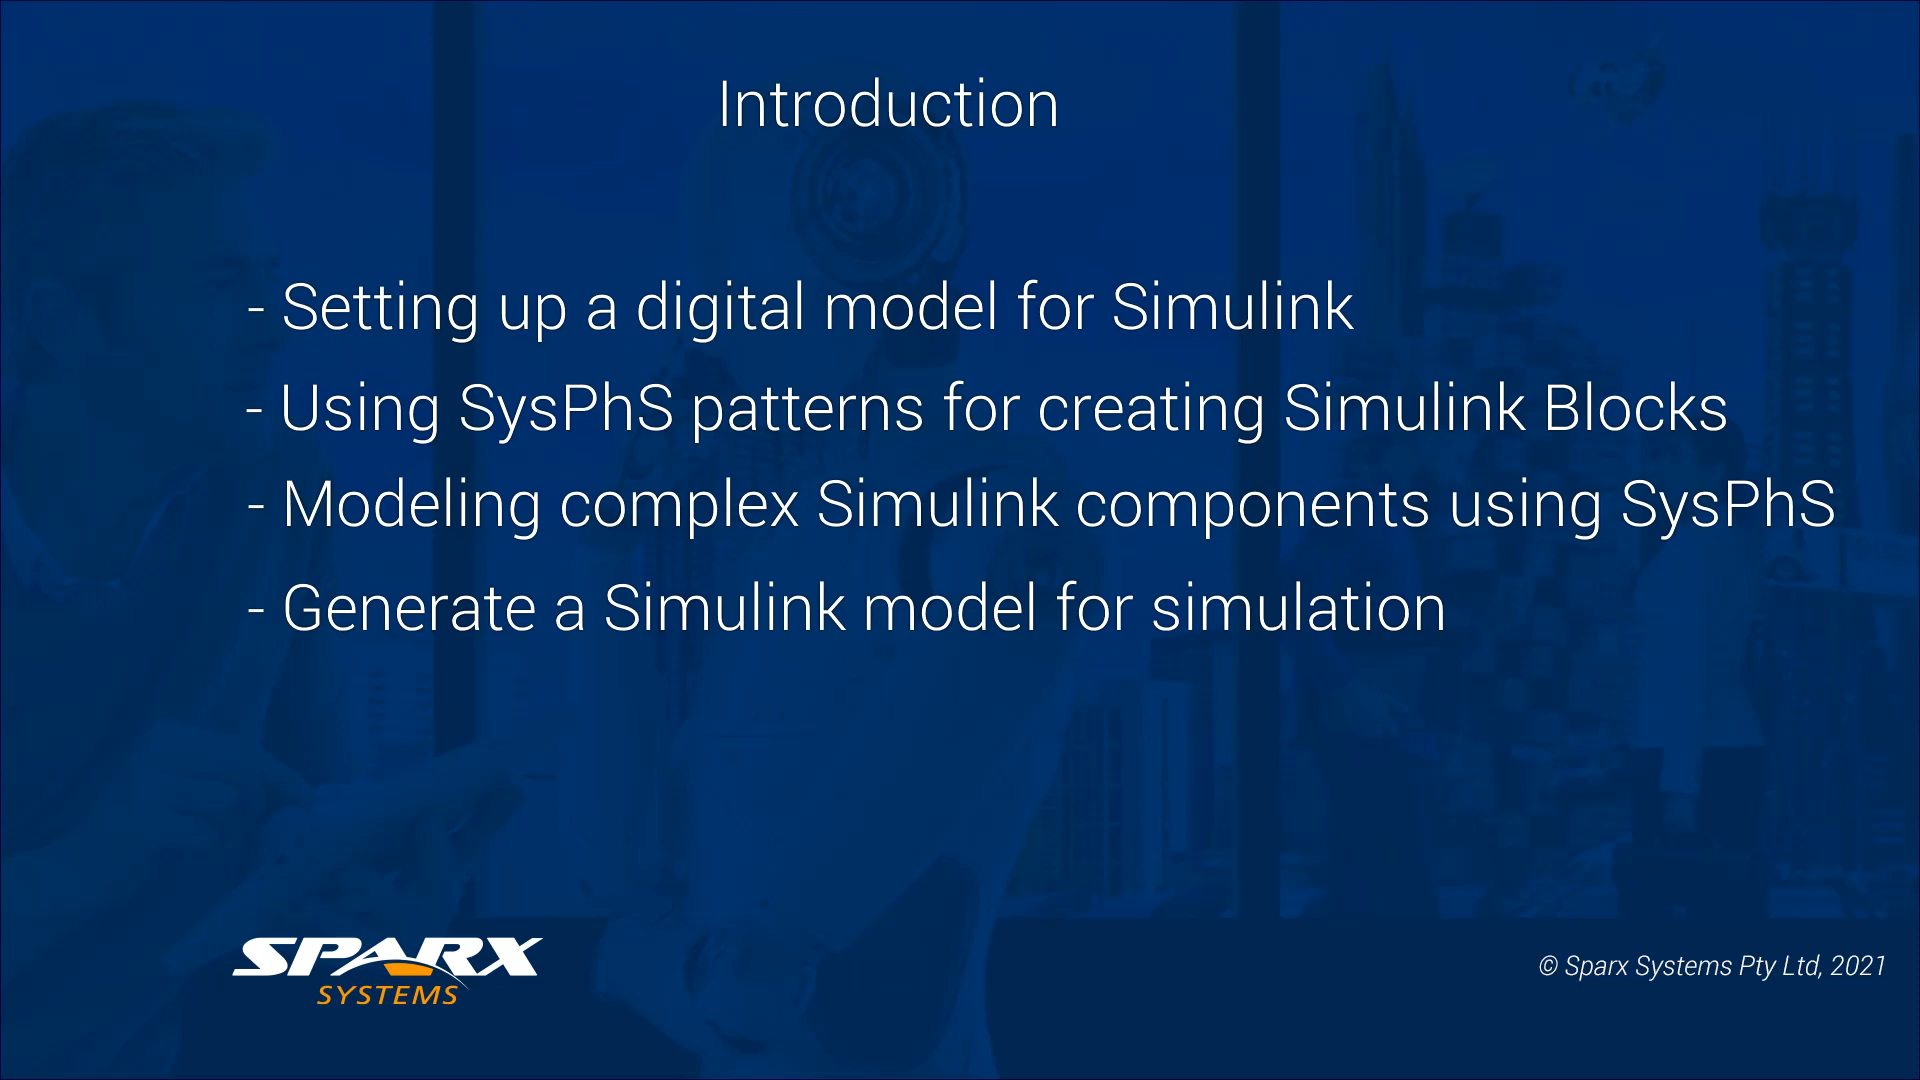 Introduction
- Setting up a digital model for Simulink
- Using SysPhS patterns for creating Simulink Blocks
- Modeling complex Simulink components using SysPhS
- Generate a Simulink model for simulation
SPARX
SYSTEMS
© Sparx Systems Pty Ltd, 2021